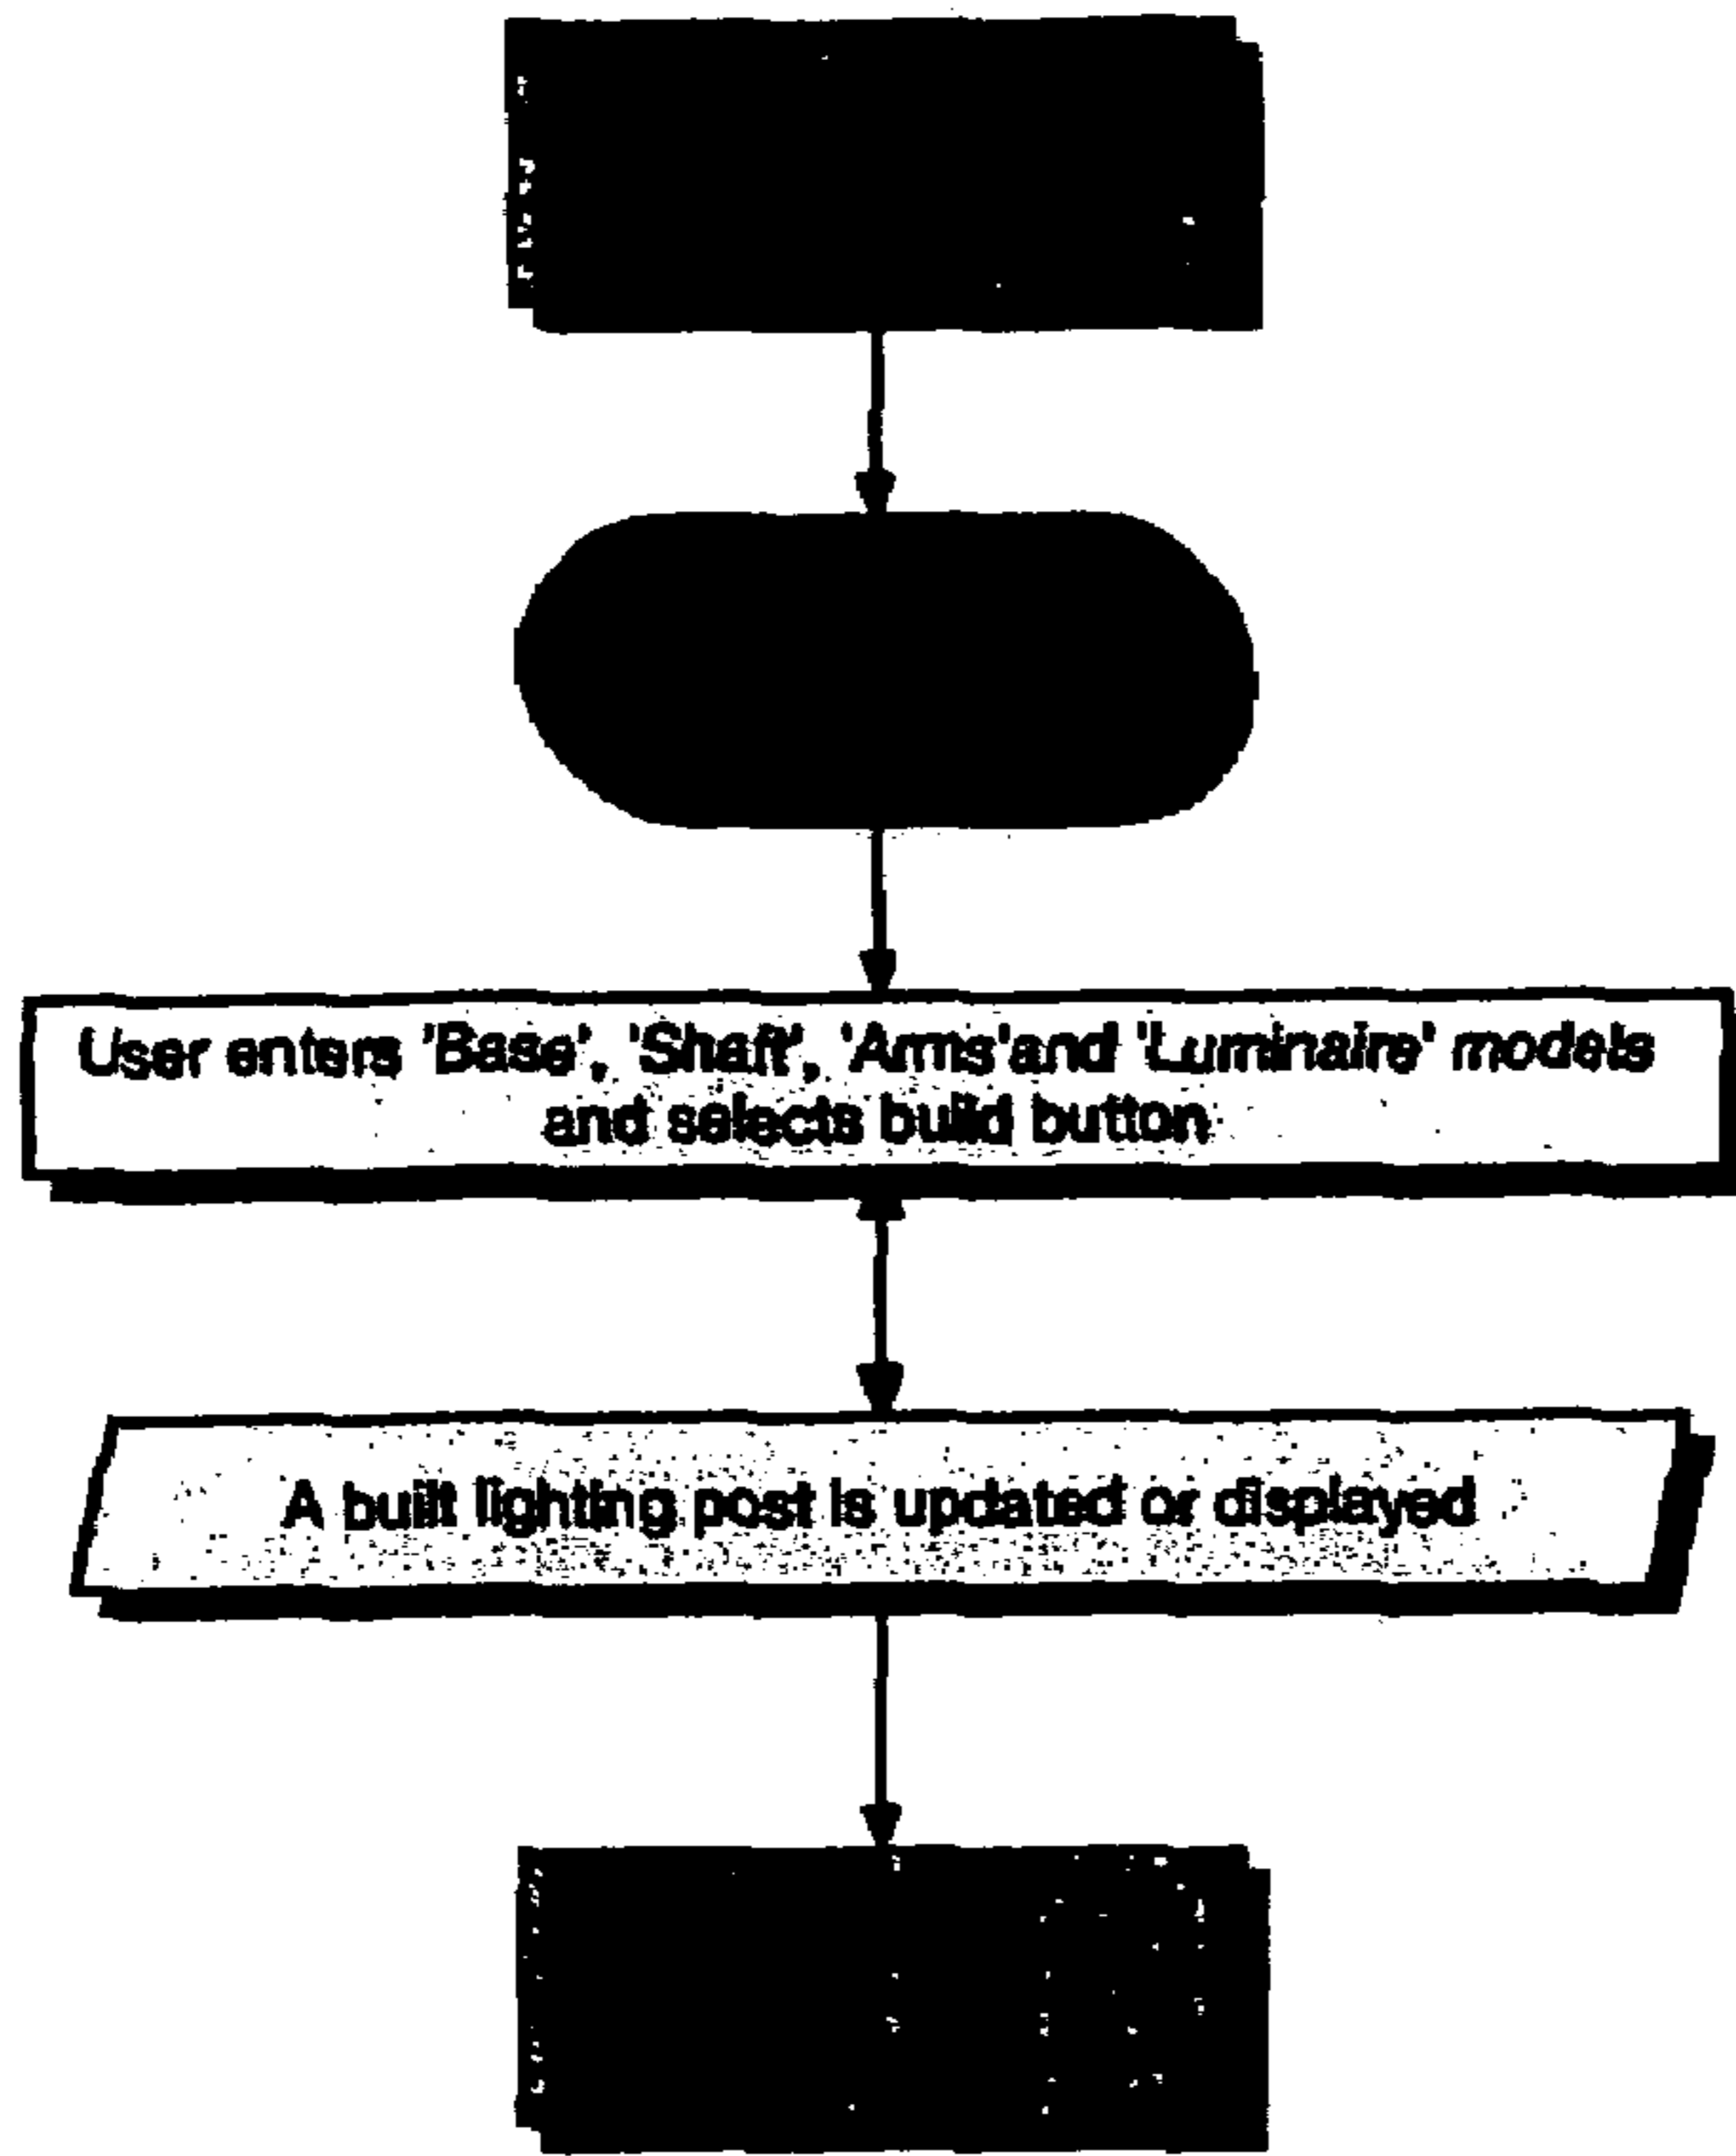 User enters 'Base', 'Shaft', 'Arms' and 'Luminaire' models
and selects build button
A built lighting post is updated or displayed